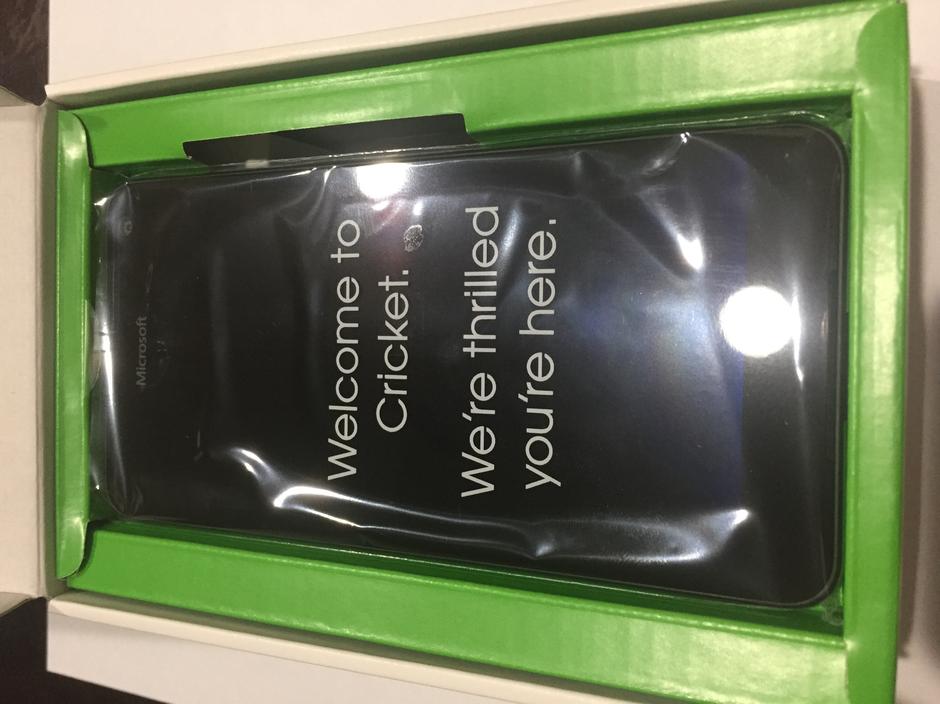 Microsoft
Welcome to
Cricket.
We're thrilled
you're here.